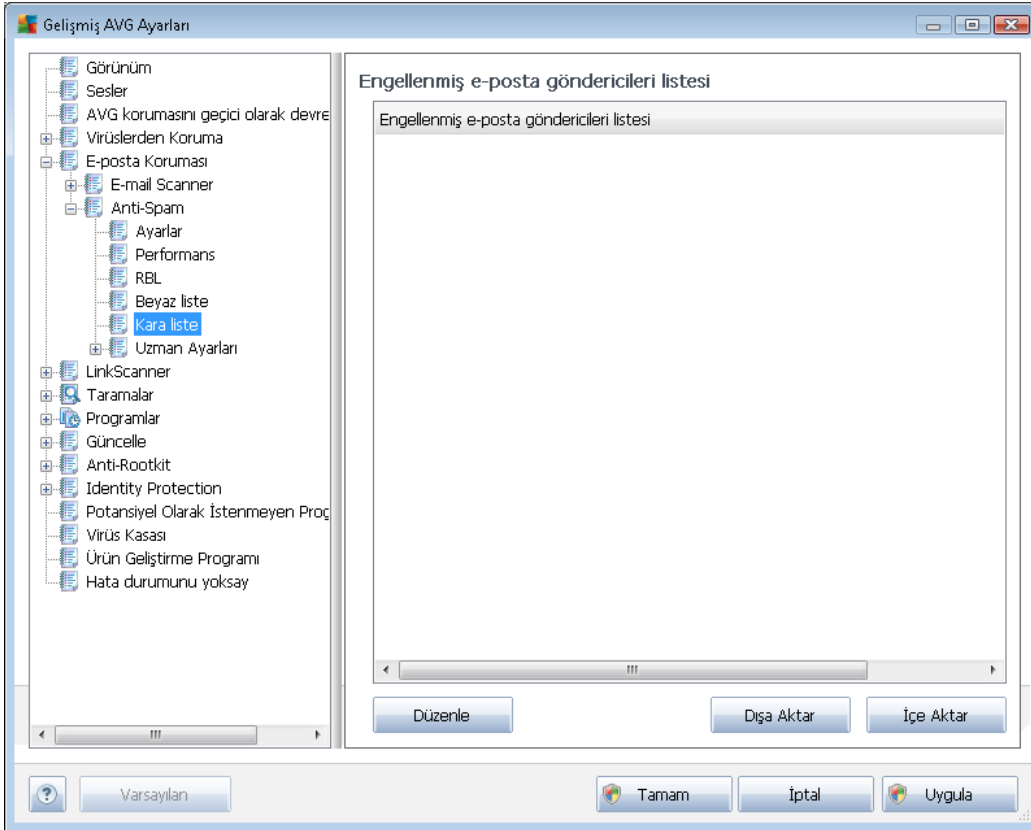 Gelişmiş AVG Ayarları
Görünüm
Sesler
AVG korumasını geçici olarak devre
Virüslerden Koruma
E-posta Koruması
E-mail Scanner
Anti-Spam
Ayarlar
Performans
RBL
Beyaz liste
Kara liste
Uzman Ayarları
LinkScanner
Taramalar
Programlar
Güncelle
Anti-Rootkit
Identity Protection
Potansiyel Olarak İstenmeyen Prog
Virüs Kasası
Ürün Geliştirme Programı
Hata durumunu yoksay
Engellenmiş e-posta göndericileri listesi
Engellenmiş e-posta göndericileri listesi
Düzenle
Dışa Aktar
İçe Aktar
?
Varsayılan
Tamam
İptal
Uygula